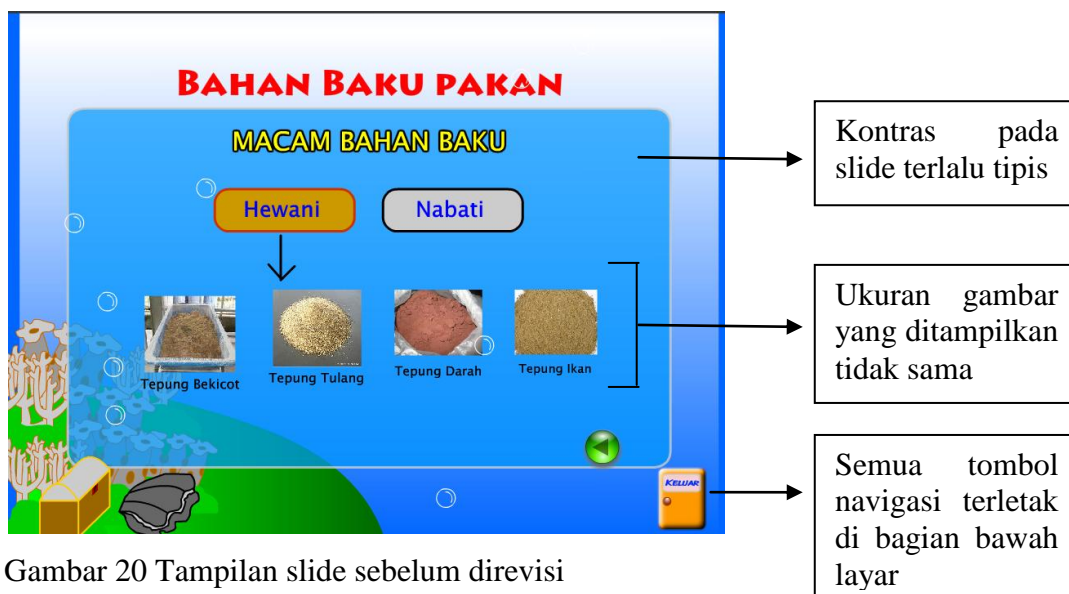 BAHAN BAKU PAKAN
MACAM BAHAN BAKU
Hewani
Nabati
Tepung Bekicot
Tepung Tulang
Tepung Darah
Tepung Ikan
KELUAR
Kontras pada
slide terlalu tipis
Ukuran gambar
yang ditampilkan
tidak sama
Semua tombol
navigasi terletak
di bagian bawah
layar
Gambar 20 Tampilan slide sebelum direvisi